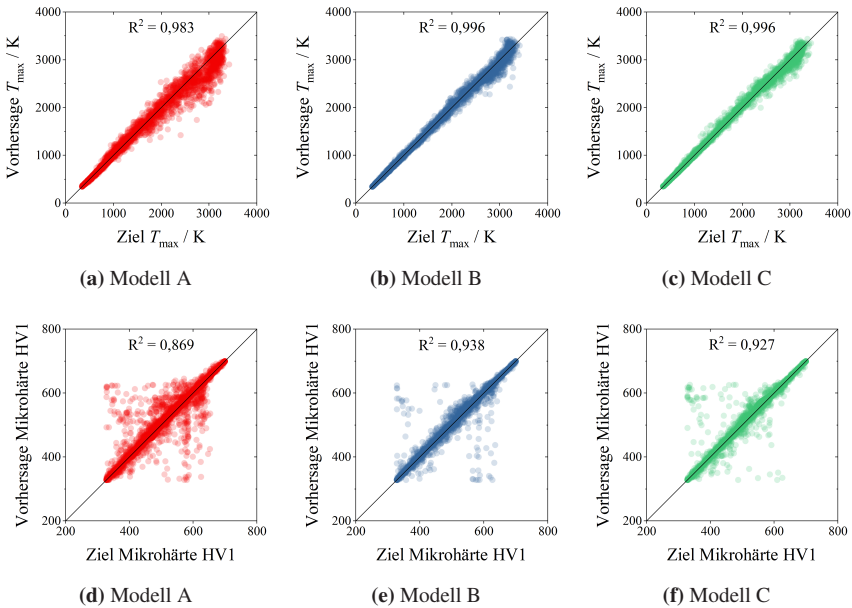 R² = 0,983
Vorhersage Tmax / K
4000
3000
2000
1000
0
0 1000 2000 3000 4000
Ziel Tmax / K
(a) Modell A
R² = 0,996
Vorhersage Tmax / K
4000
3000
2000
1000
0
0 1000 2000 3000 4000
Ziel Tmax / K
(b) Modell B
R² = 0,996
Vorhersage Tmax / K
4000
3000
2000
1000
0
0 1000 2000 3000 4000
Ziel Tmax / K
(c) Modell C
R² = 0,869
Vorhersage Mikrohärte HV1
800
600
400
200
200 400 600 800
Ziel Mikrohärte HV1
(d) Modell A
R² = 0,938
Vorhersage Mikrohärte HV1
800
600
400
200
200 400 600 800
Ziel Mikrohärte HV1
(e) Modell B
R² = 0,927
Vorhersage Mikrohärte HV1
800
600
400
200
200 400 600 800
Ziel Mikrohärte HV1
(f) Modell C